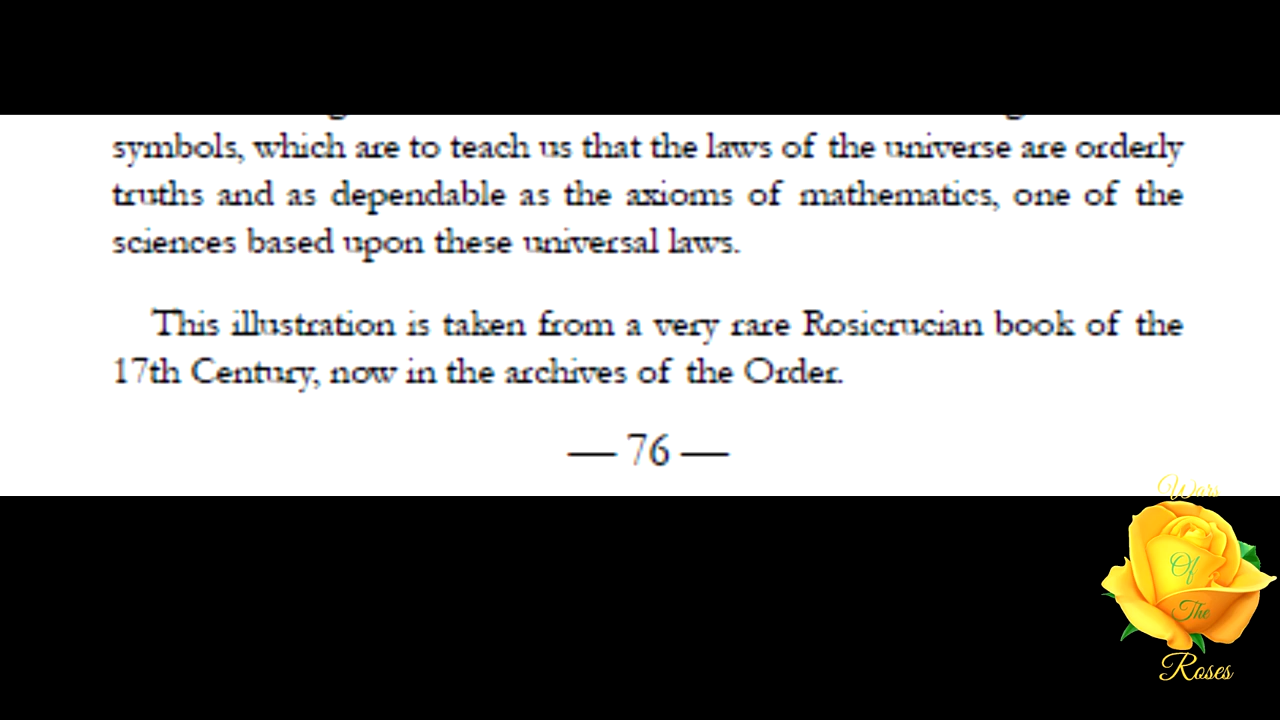 symbols, which are to teach us that the laws of the universe are orderly
truths and as dependable as the axioms of mathematics, one of the
sciences based upon these universal laws.
This illustration is taken from a very rare Rosicrucian book of the
17th Century, now in the archives of the Order.
— 76 —
Wars
Of
The
Roses